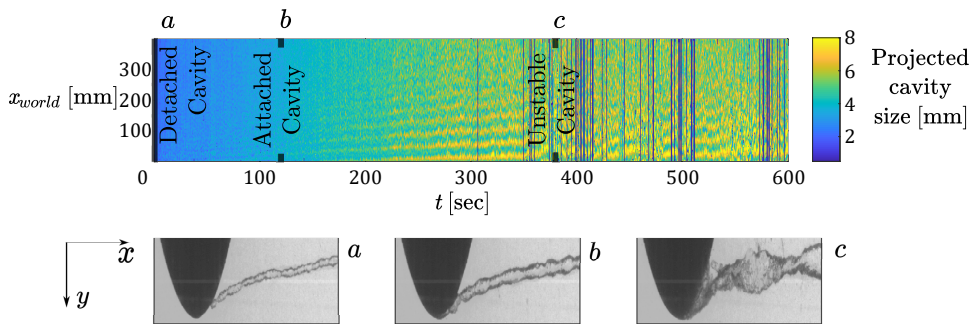 a
b
c
Detached
Cavity
Attached
Cavity
Unstable
Cavity
x_world [mm]
300
200
100
0
100
200
300
400
500
600
t [sec]
8
6
4
2
Projected
cavity
size [mm]
x
y
a
b
c